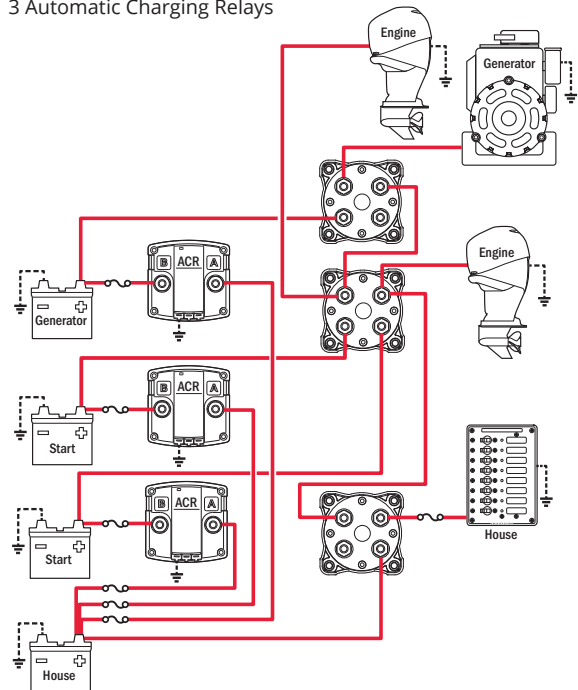 3 Automatic Charging Relays
Engine
Generator
B ACR A
Generator
Engine
B ACR A
Start
B ACR A
Start
House
House